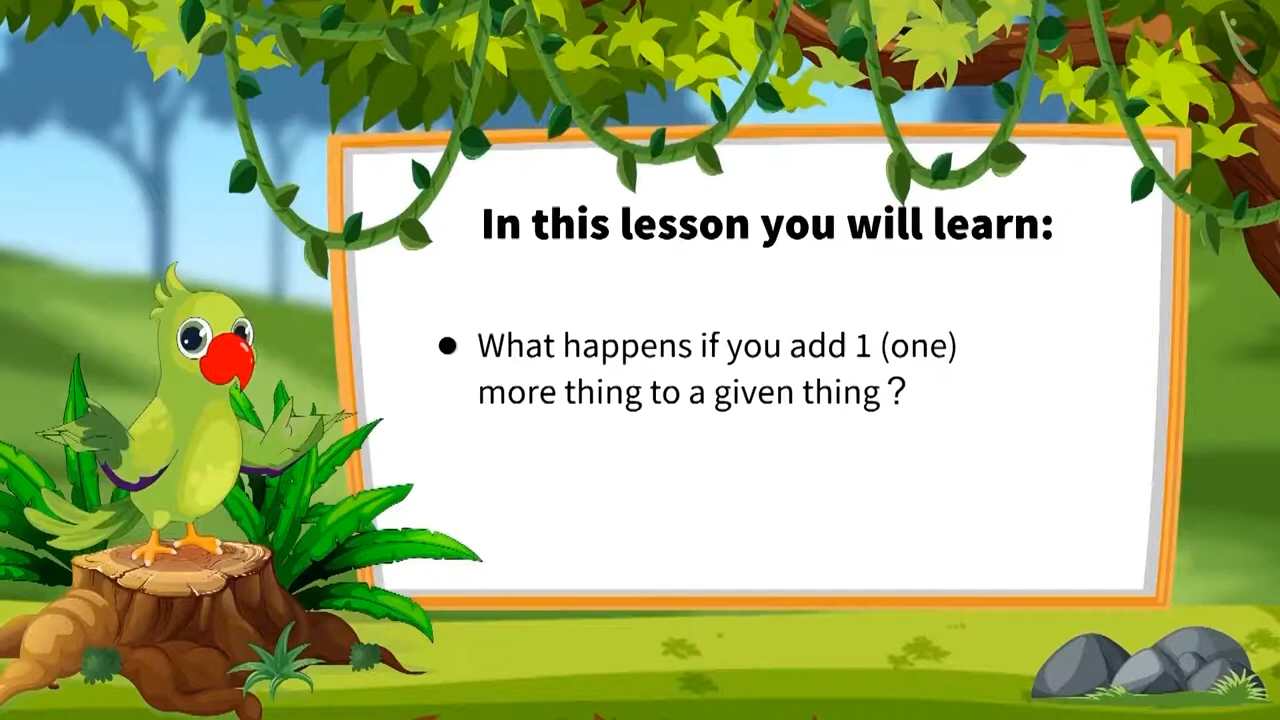 In this lesson you will learn:
● What happens if you add 1 (one)
more thing to a given thing ?